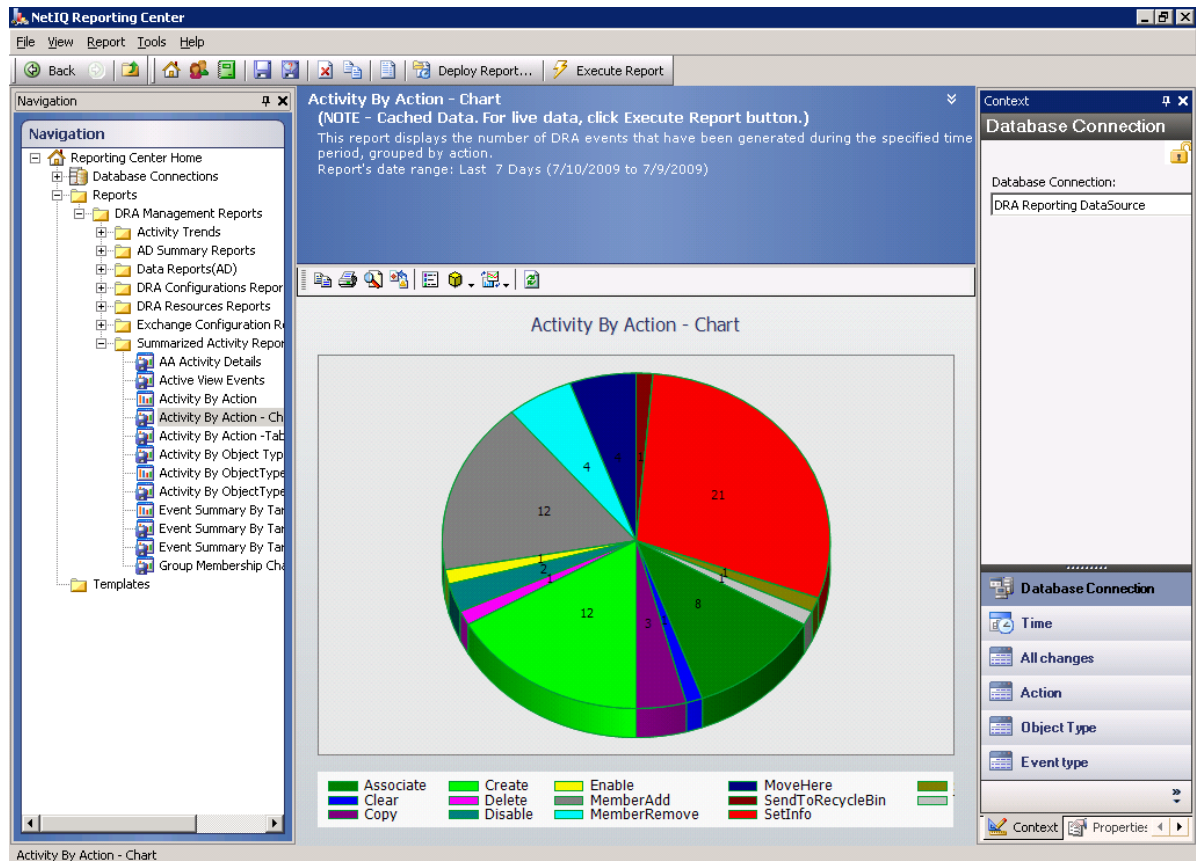 NetIQ Reporting Center
File View Report Tools Help
Back Deploy Report... Execute Report
Navigation
Navigation
Reporting Center Home
Database Connections
Reports
DRA Management Reports
Activity Trends
AD Summary Reports
Data Reports(AD)
DRA Configurations Repor
DRA Resources Reports
Exchange Configuration R
Summarized Activity Repor
AA Activity Details
Active View Events
Activity By Action
Activity By Action - Ch
Activity By Action -Tab
Activity By Object Typ
Activity By ObjectType
Activity By ObjectType
Event Summary By Tar
Event Summary By Tar
Event Summary By Tar
Group Membership Cha
Templates
Activity By Action - Chart
(NOTE - Cached Data. For live data, click Execute Report button.)
This report displays the number of DRA events that have been generated during the specified time
period, grouped by action.
Report's date range: Last 7 Days (7/10/2009 to 7/9/2009)
Activity By Action - Chart
1
21
1
1
8
3
12
1
2
1
12
4
4
Associate Create Enable MoveHere
Clear Delete MemberAdd SendToRecycleBin
Copy Disable MemberRemove SetInfo
Context
Database Connection
Database Connection:
DRA Reporting DataSource
Database Connection
Time
All changes
Action
Object Type
Event type
Context Properties
Activity By Action - Chart